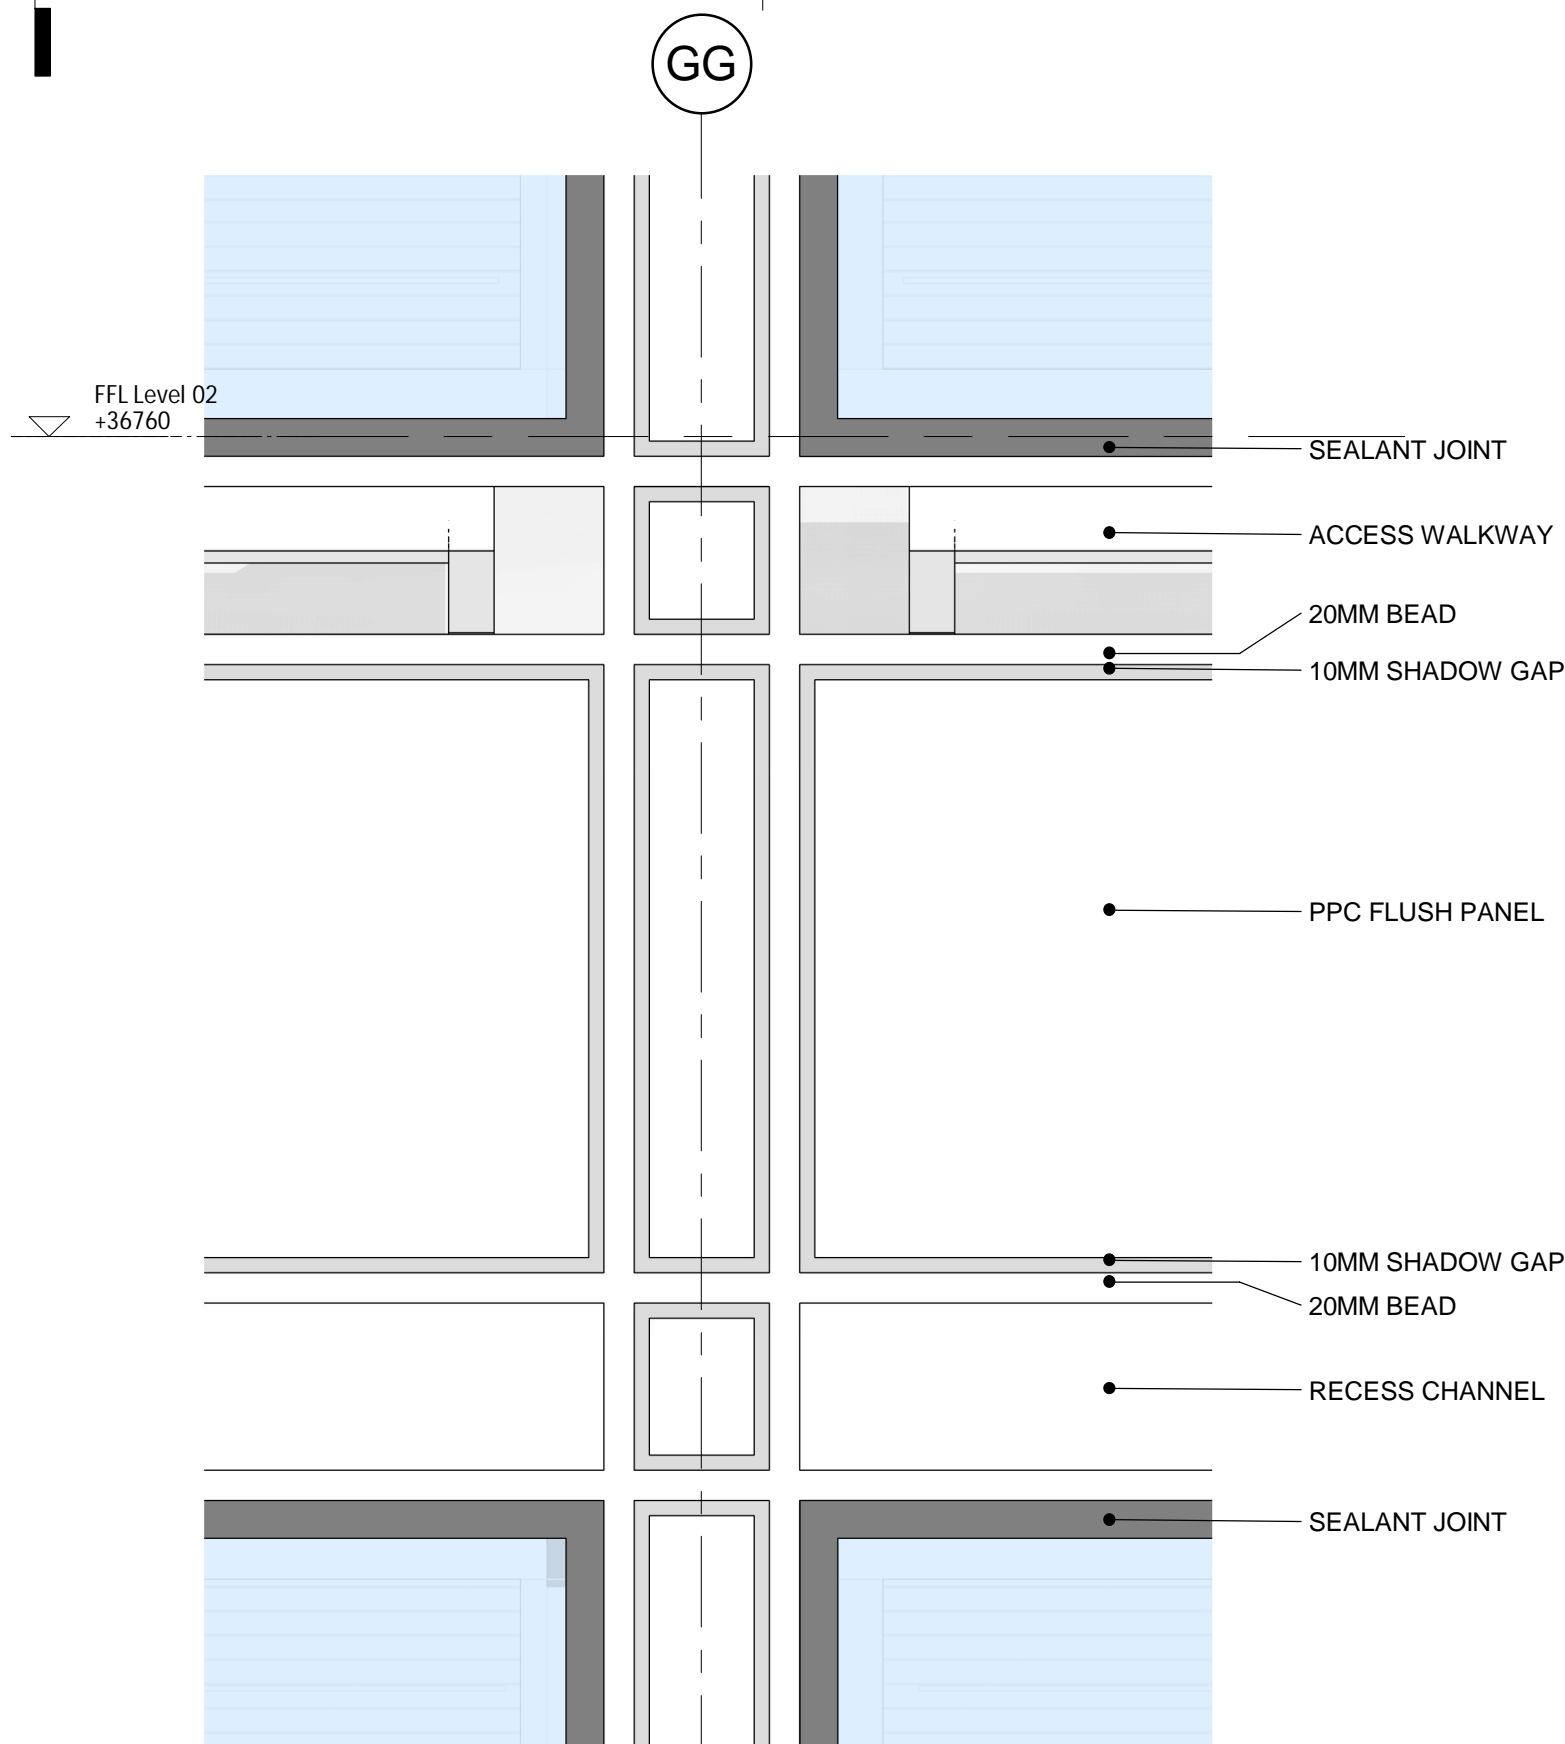 GG
FFL Level 02
+36760
SEALANT JOINT
ACCESS WALKWAY
20MM BEAD
10MM SHADOW GAP
PPC FLUSH PANEL
10MM SHADOW GAP
20MM BEAD
RECESS CHANNEL
SEALANT JOINT